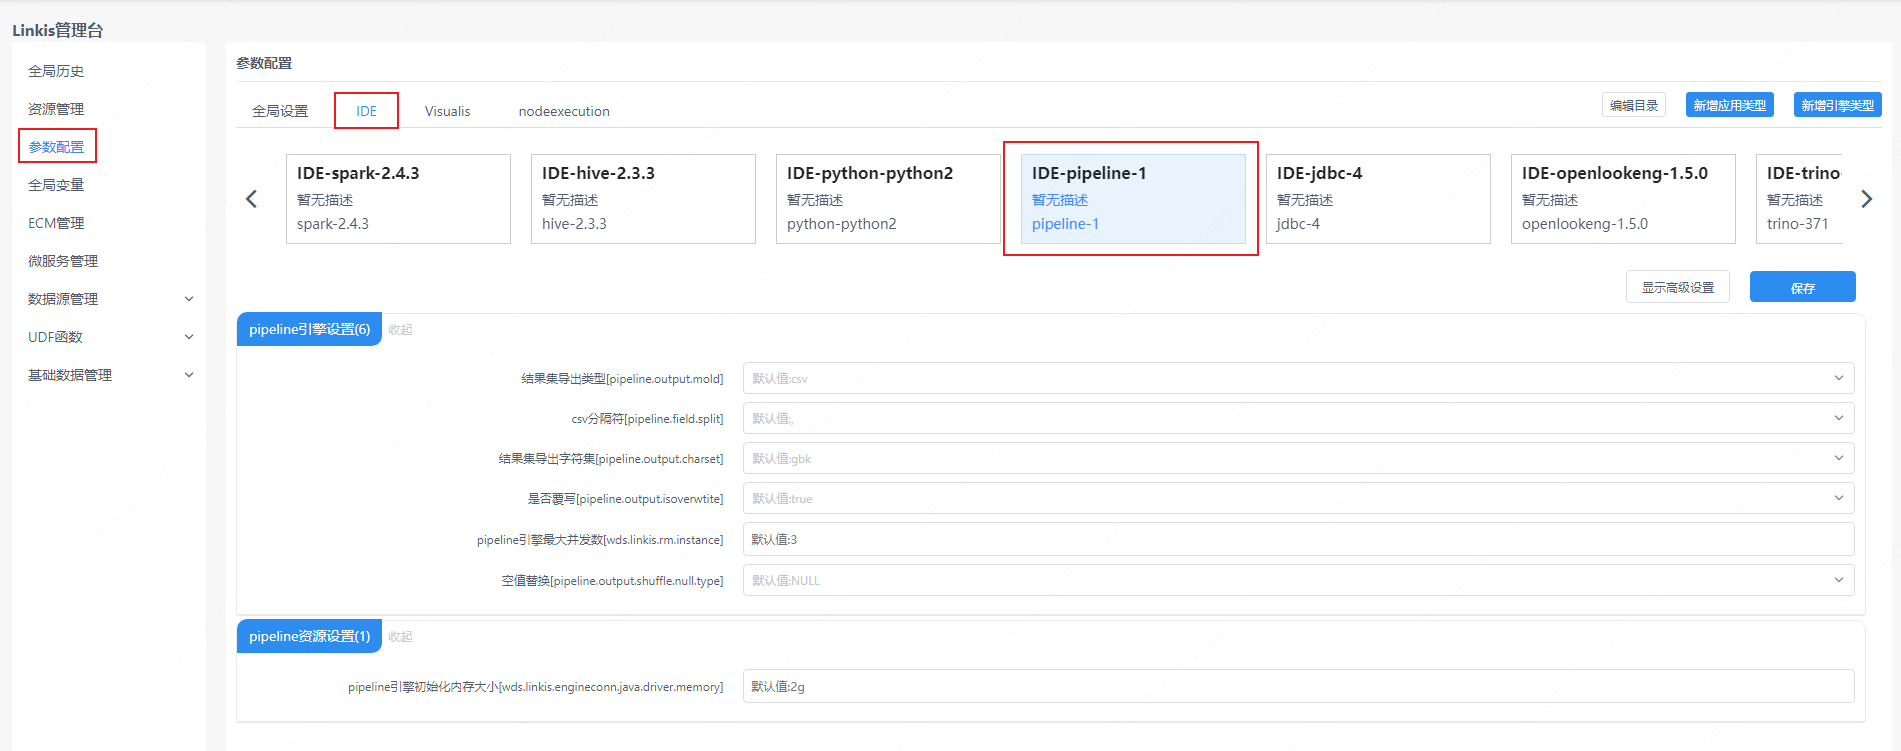 Linkis管理台
全局历史
资源管理
参数配置
全局变量
ECM管理
微服务管理
数据源管理
UDF函数
基础数据管理
参数配置
全局设置
IDE
Visualis
nodeexecution
编辑目录
新增应用类型
新增引擎类型
IDE-spark-2.4.3
暂无描述
spark-2.4.3
IDE-hive-2.3.3
暂无描述
hive-2.3.3
IDE-python-python2
暂无描述
python-python2
IDE-pipeline-1
暂无描述
pipeline-1
IDE-jdbc-4
暂无描述
jdbc-4
IDE-openlookeng-1.5.0
暂无描述
openlookeng-1.5.0
IDE-trino-
暂无描述
trino-371
显示高级设置
保存
pipeline引擎设置(6)
收起
结果集导出类型[pipeline.output.mold]
默认值:csv
csv分隔符[pipeline.field.split]
默认值:,
结果集导出字符集[pipeline.output.charset]
默认值:gbk
是否覆写[pipeline.output.isoverwtite]
默认值:true
pipeline引擎最大并发数[wds.linkis.rm.instance]
默认值:3
空值替换[pipeline.output.shuffle.null.type]
默认值:NULL
pipeline资源设置(1)
收起
pipeline引擎初始化内存大小[wds.linkis.engineconn.java.driver.memory]
默认值:2g